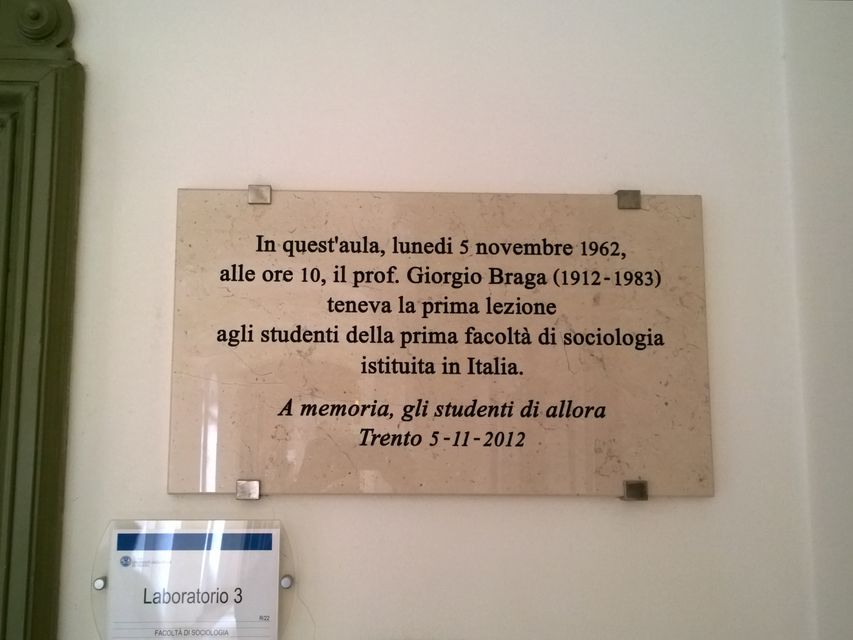 In quest'aula, lunedi 5 novembre 1962,
alle ore 10, il prof. Giorgio Braga (1912-1983)
teneva la prima lezione
agli studenti della prima facoltà di sociologia
istituita in Italia.
A memoria, gli studenti di allora
Trento 5-11-2012
Laboratorio 3
R/22
FACOLTÀ DI SOCIOLOGIA